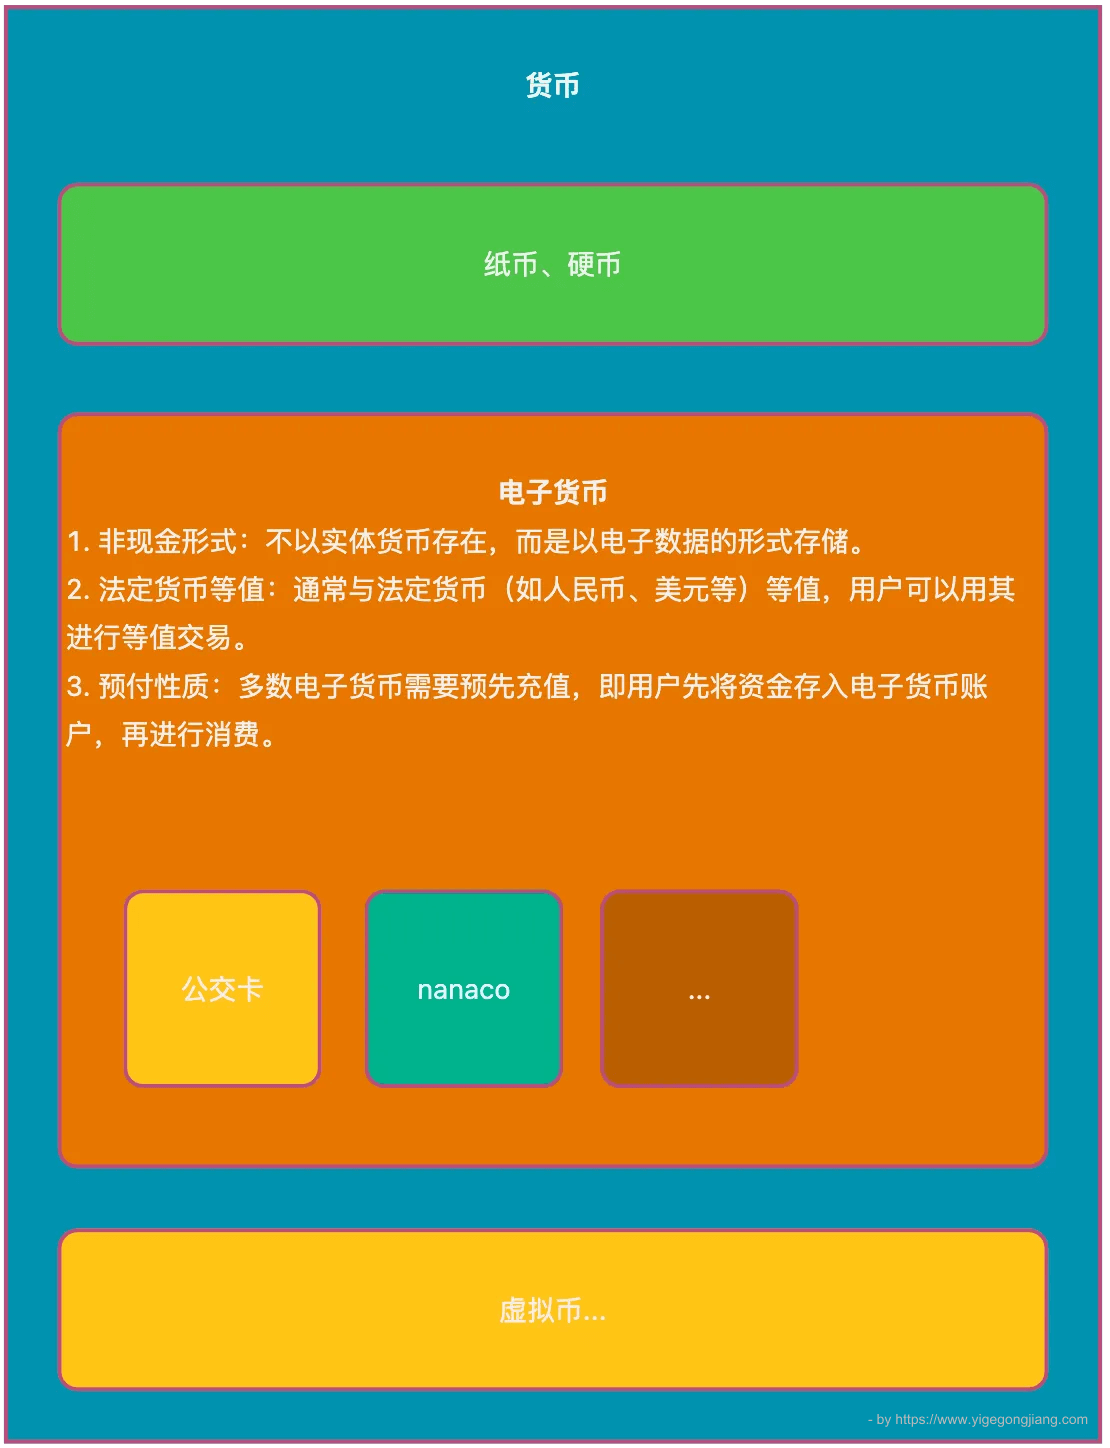 货币
纸币、硬币
电子货币
1. 非现金形式：不以实体货币存在，而是以电子数据的形式存储。
2. 法定货币等值：通常与法定货币（如人民币、美元等）等值，用户可以用其
进行等值交易。
3. 预付性质：多数电子货币需要预先充值，即用户先将资金存入电子货币账
户，再进行消费。
公交卡
nanaco
...
虚拟币...
- by https://www.yigegongjiang.com